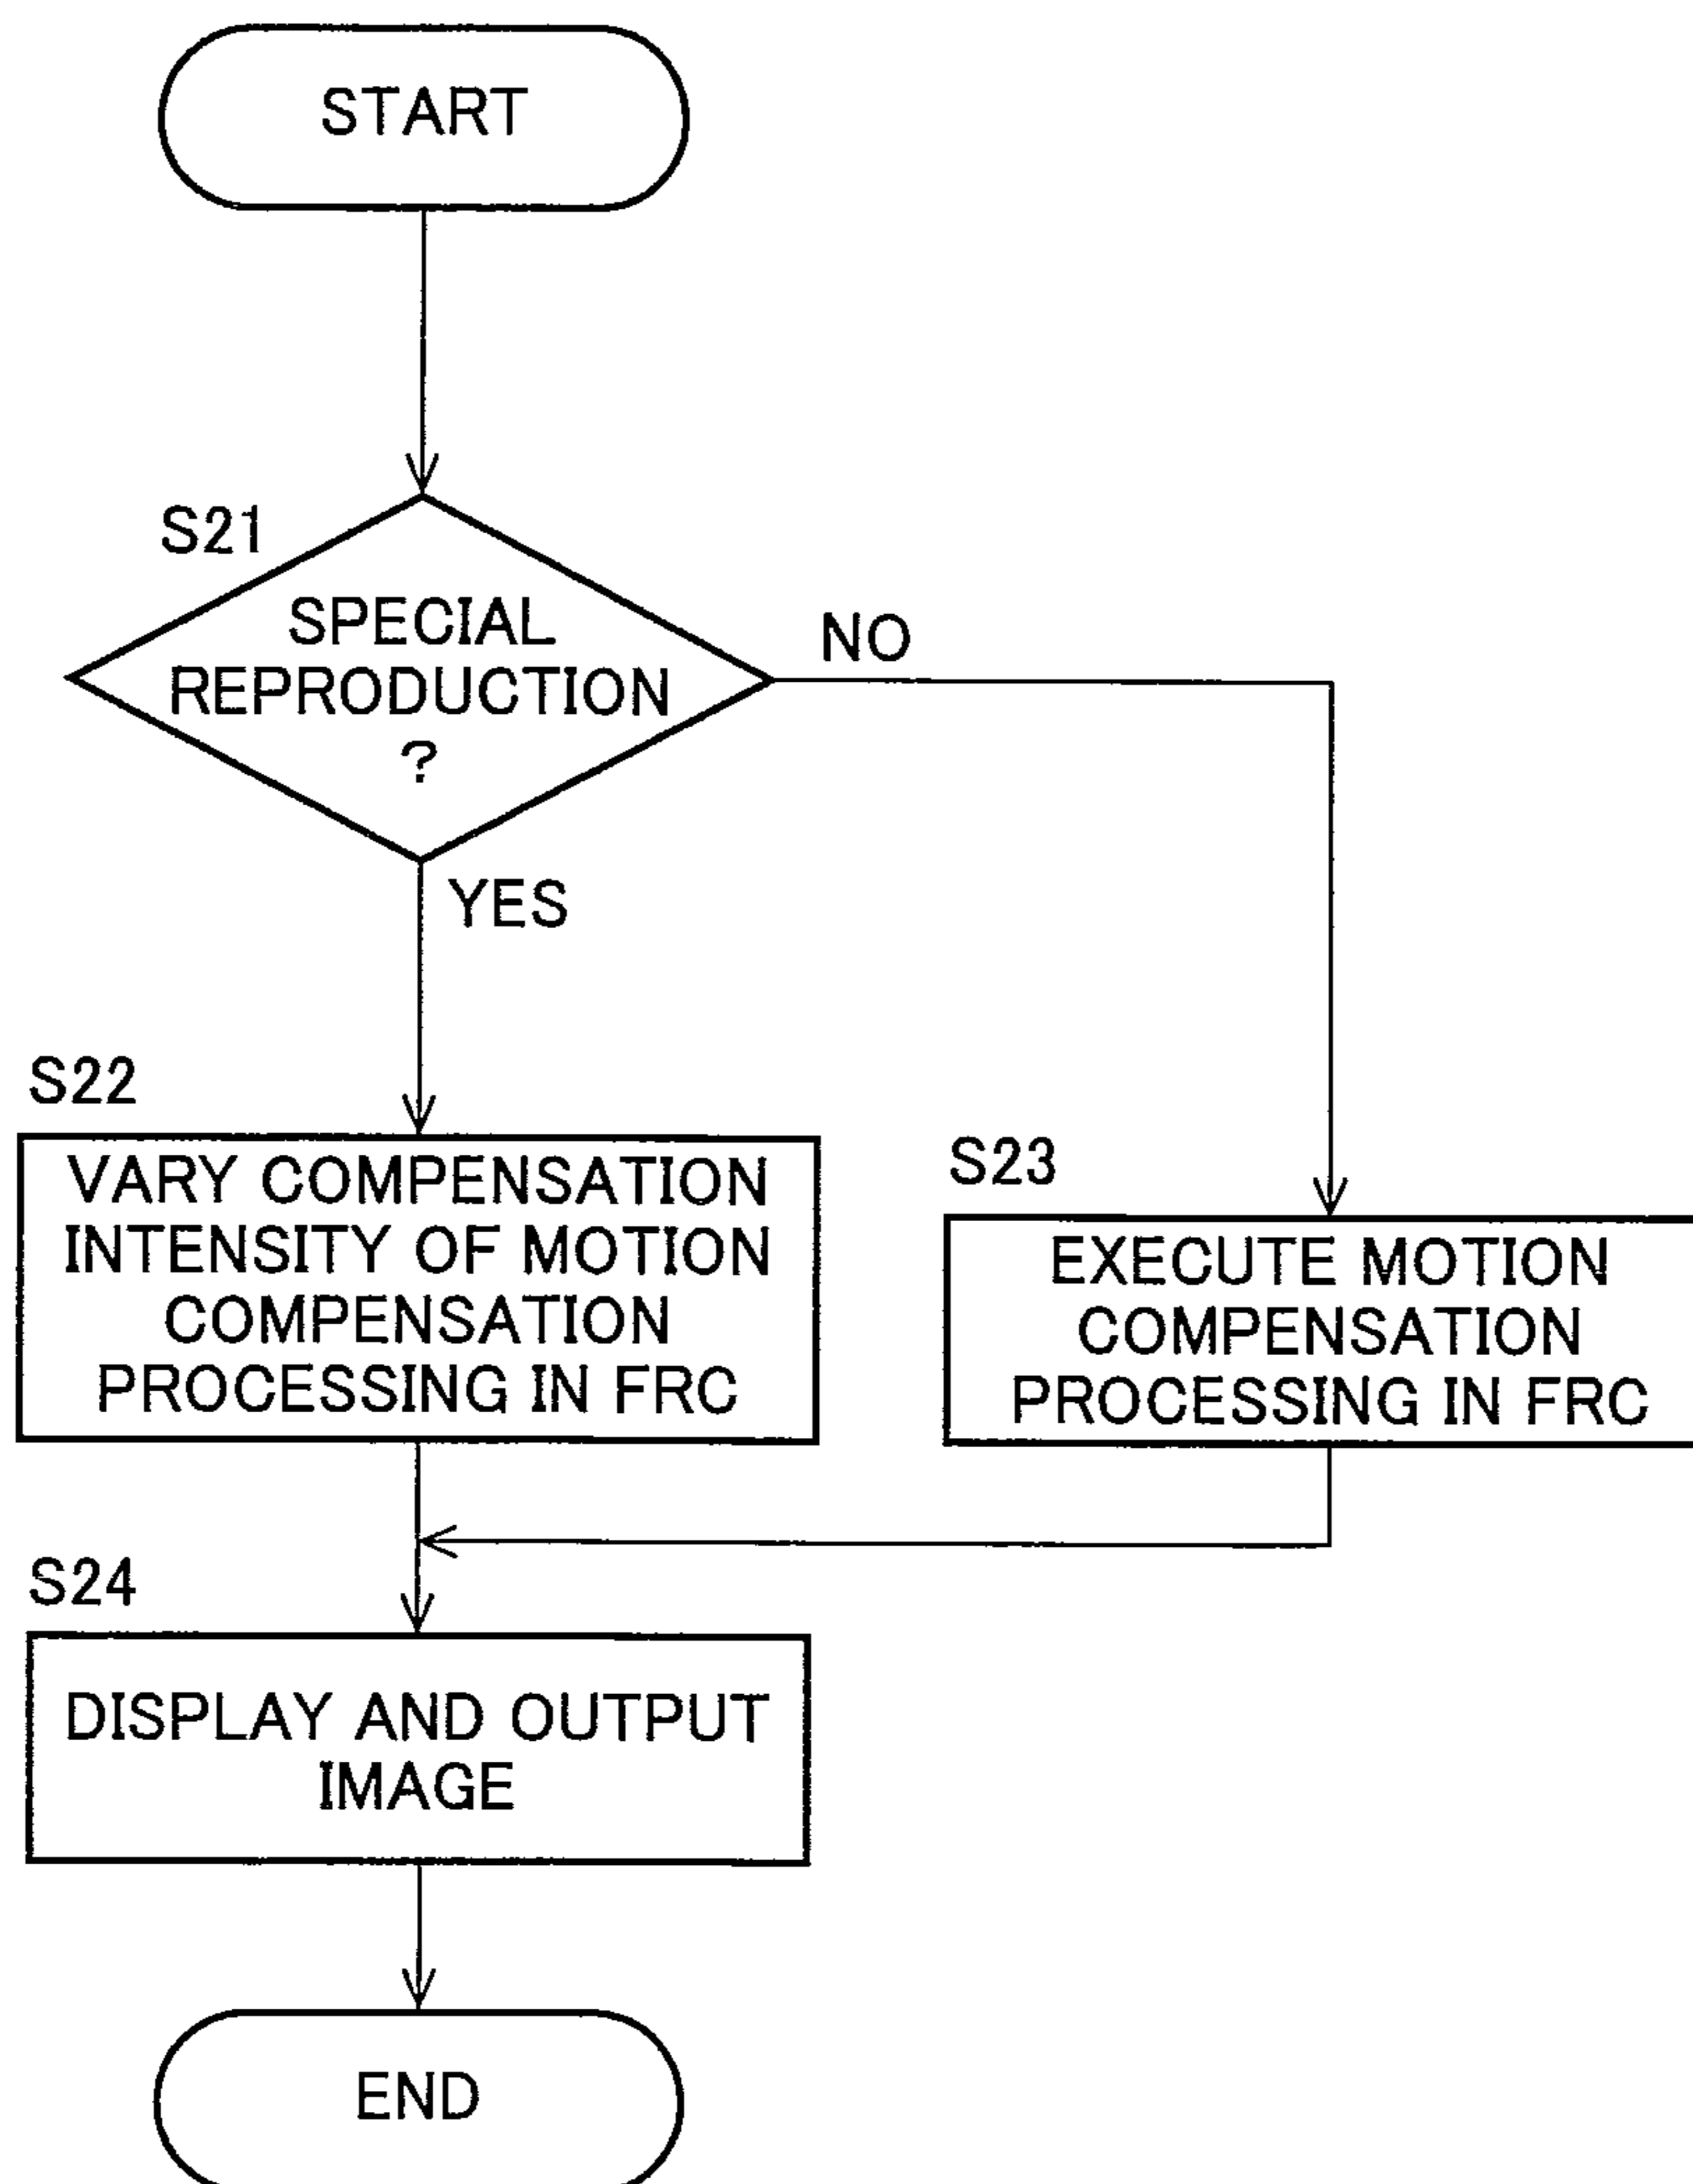 START
S21
SPECIAL
REPRODUCTION
?
NO
YES
S22
VARY COMPENSATION
INTENSITY OF MOTION
COMPENSATION
PROCESSING IN FRC
S23
EXECUTE MOTION
COMPENSATION
PROCESSING IN FRC
S24
DISPLAY AND OUTPUT
IMAGE
END